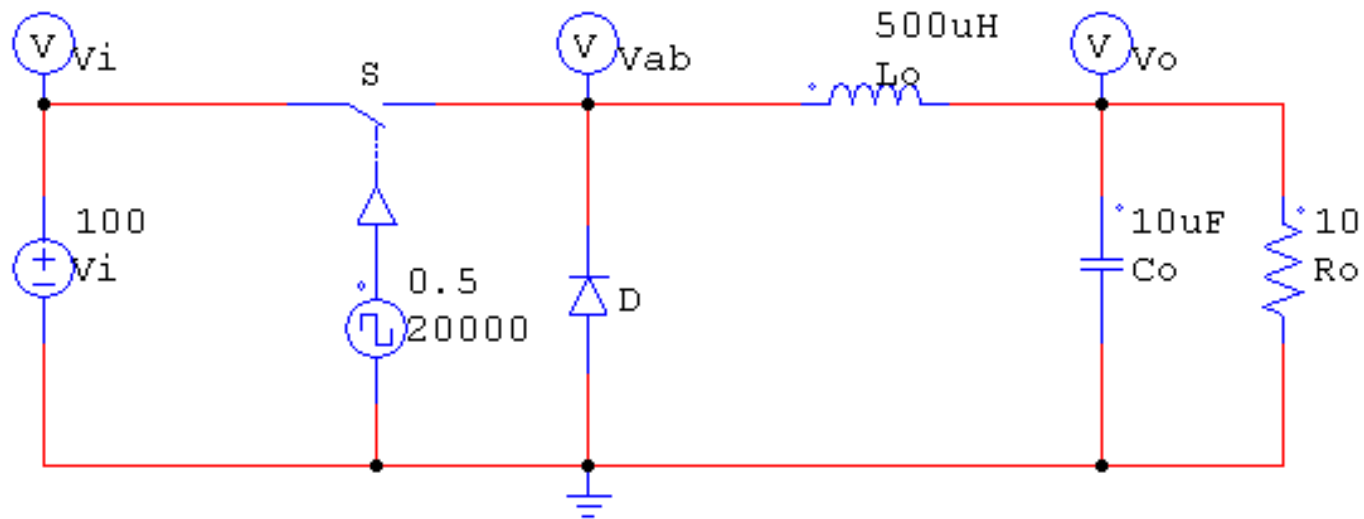 V Vi
S
V Vab
500uH
Lo
V Vo
100
Vi
0.5
20000
D
10uF
Co
10
Ro